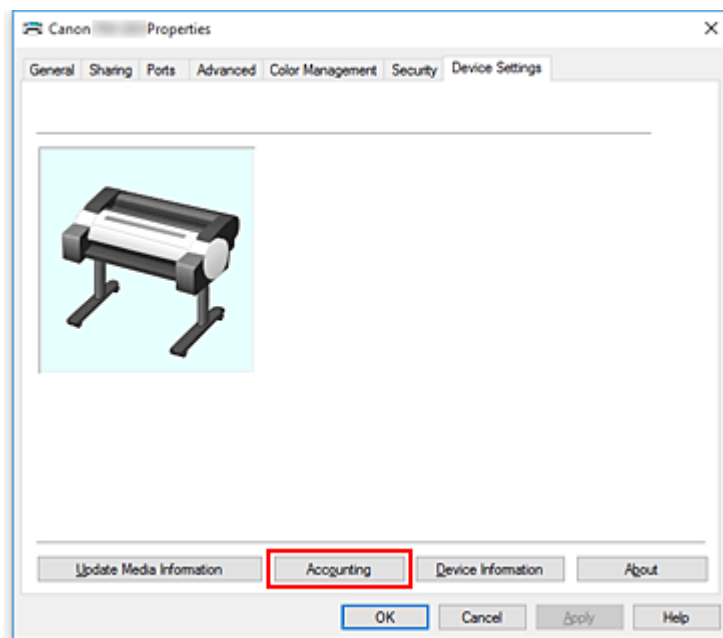 Canon Properties
General Sharing Ports Advanced Color Management Security Device Settings
Update Media Information Accounting Device Information About
OK Cancel Apply Help